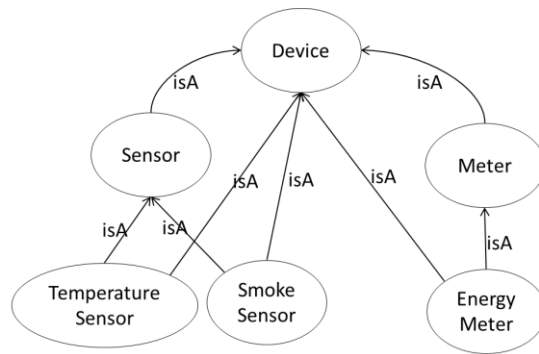 Device
isA
isA
Sensor
Meter
isA
isA
isA
isA
isA
isA
Temperature
Sensor
Smoke
Sensor
Energy
Meter